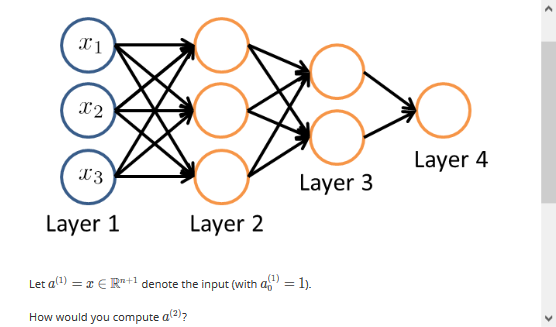 x1
x2
x3
Layer 1
Layer 2
Layer 3
Layer 4
Let a^(1) = x ∈ ℝ^(n+1) denote the input (with a_0^(1) = 1).
How would you compute a^(2)?